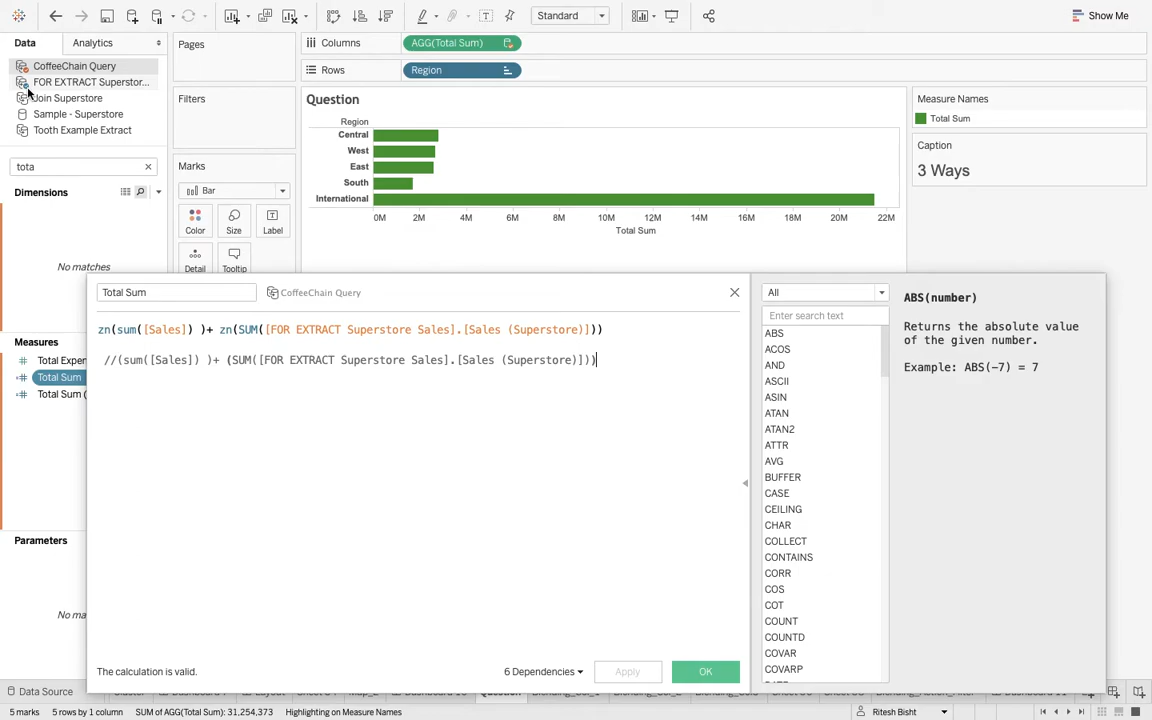 Standard
Show Me
Data
Analytics
CoffeeChain Query
FOR EXTRACT Superstor...
Join Superstore
Sample - Superstore
Tooth Example Extract
tota
Dimensions
No matches
Measures
Total Exper
Total Sum
Total Sum (
Parameters
No ma
Pages
Filters
Marks
Bar
Color
Size
Label
Detail
Tooltip
Columns
AGG(Total Sum)
Rows
Region
Question
Region
Central
West
East
South
International
0M 2M 4M 6M 8M 10M 12M 14M 16M 18M 20M 22M
Total Sum
Measure Names
Total Sum
Caption
3 Ways
Total Sum
CoffeeChain Query
zn(sum([Sales]) )+ zn(SUM([FOR EXTRACT Superstore Sales].[Sales (Superstore)]))
//(sum([Sales]) )+ (SUM([FOR EXTRACT Superstore Sales].[Sales (Superstore)]))
The calculation is valid.
6 Dependencies
Apply
OK
All
Enter search text
ABS
ACOS
AND
ASCII
ASIN
ATAN
ATAN2
ATTR
AVG
BUFFER
CASE
CEILING
CHAR
COLLECT
CONTAINS
CORR
COS
COT
COUNT
COUNTD
COVAR
COVARP
ABS(number)
Returns the absolute value
of the given number.
Example: ABS(-7) = 7
Data Source
5 marks
5 rows by 1 column
SUM of AGG(Total Sum): 31,254,373
Highlighting on Measure Names
Ritesh Bisht